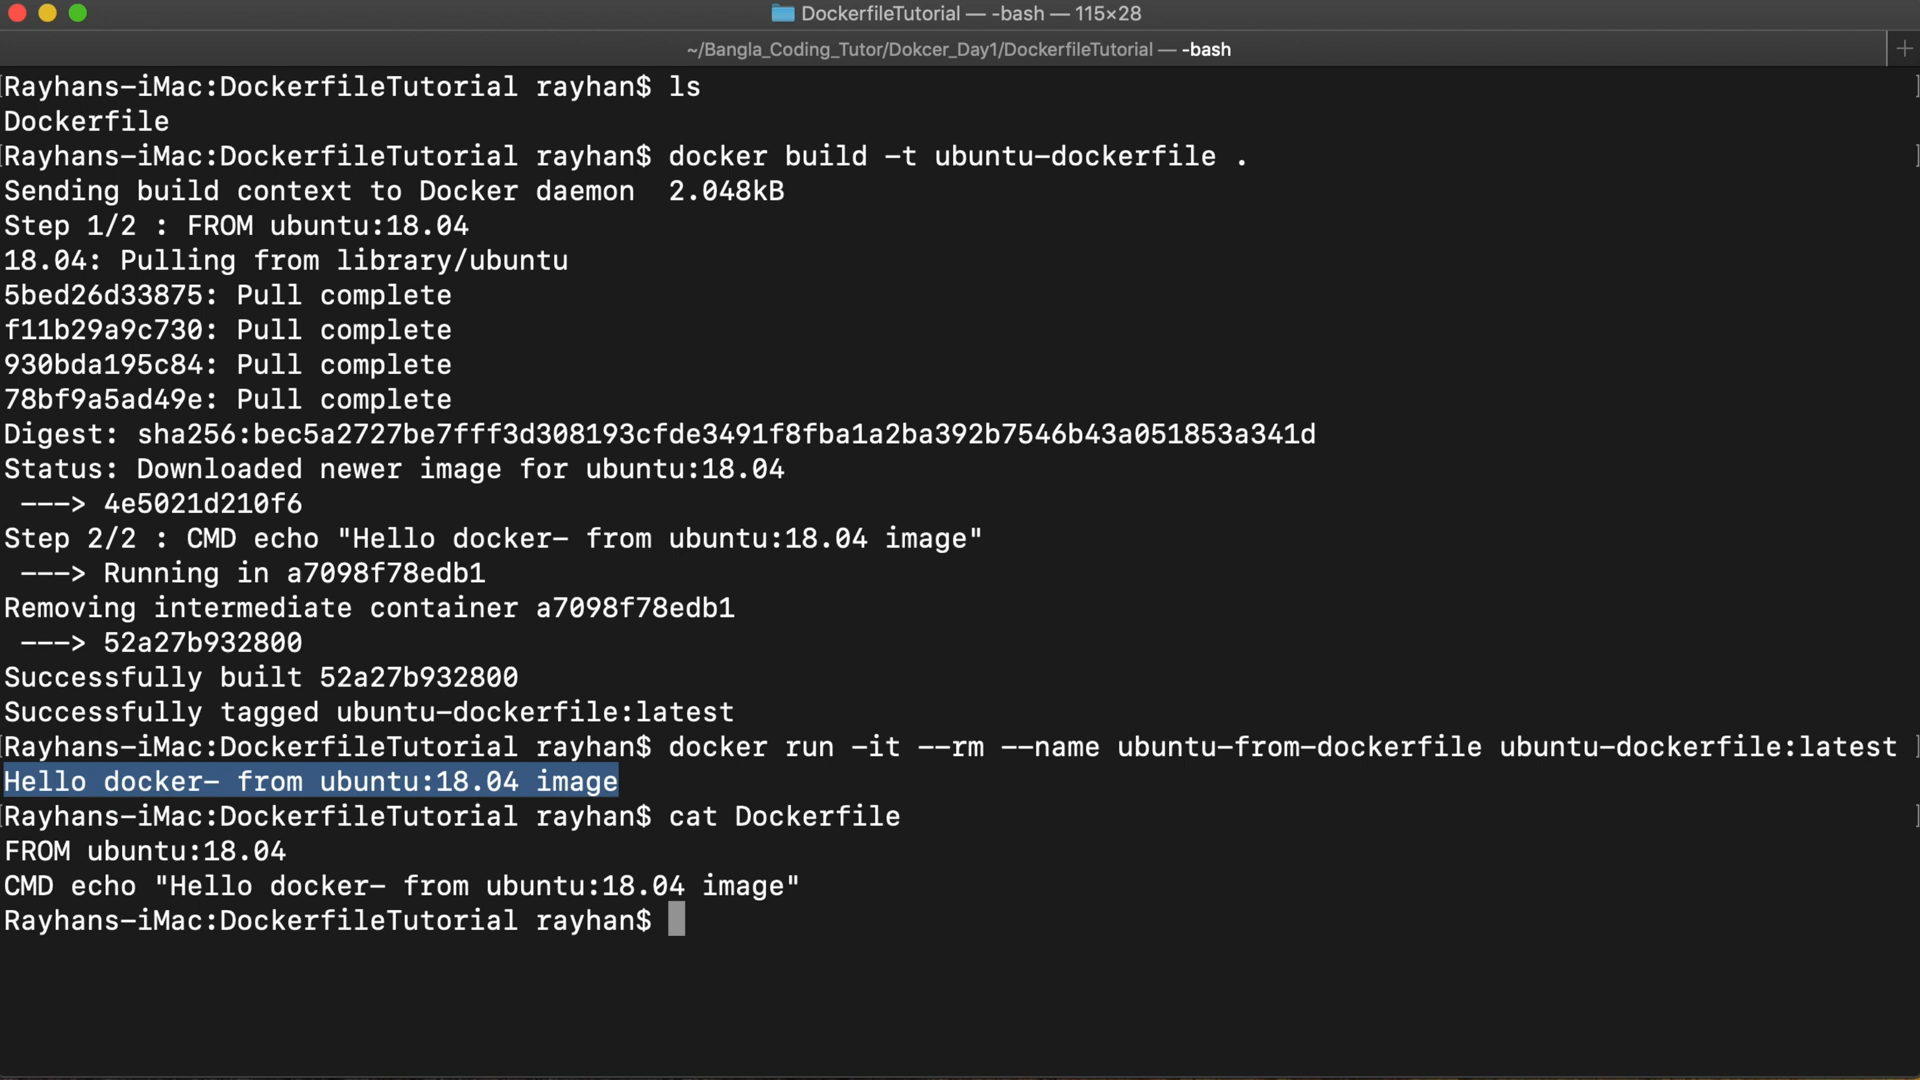 DockerfileTutorial — -bash — 115×28
~/Bangla_Coding_Tutor/Dokcer_Day1/DockerfileTutorial — -bash
Rayhans-iMac:DockerfileTutorial rayhan$ ls
Dockerfile
Rayhans-iMac:DockerfileTutorial rayhan$ docker build -t ubuntu-dockerfile .
Sending build context to Docker daemon  2.048kB
Step 1/2 : FROM ubuntu:18.04
18.04: Pulling from library/ubuntu
5bed26d33875: Pull complete
f11b29a9c730: Pull complete
930bda195c84: Pull complete
78bf9a5ad49e: Pull complete
Digest: sha256:bec5a2727be7fff3d308193cfde3491f8fba1a2ba392b7546b43a051853a341d
Status: Downloaded newer image for ubuntu:18.04
 ---> 4e5021d210f6
Step 2/2 : CMD echo "Hello docker- from ubuntu:18.04 image"
 ---> Running in a7098f78edb1
Removing intermediate container a7098f78edb1
 ---> 52a27b932800
Successfully built 52a27b932800
Successfully tagged ubuntu-dockerfile:latest
Rayhans-iMac:DockerfileTutorial rayhan$ docker run -it --rm --name ubuntu-from-dockerfile ubuntu-dockerfile:latest
Hello docker- from ubuntu:18.04 image
Rayhans-iMac:DockerfileTutorial rayhan$ cat Dockerfile
FROM ubuntu:18.04
CMD echo "Hello docker- from ubuntu:18.04 image"
Rayhans-iMac:DockerfileTutorial rayhan$